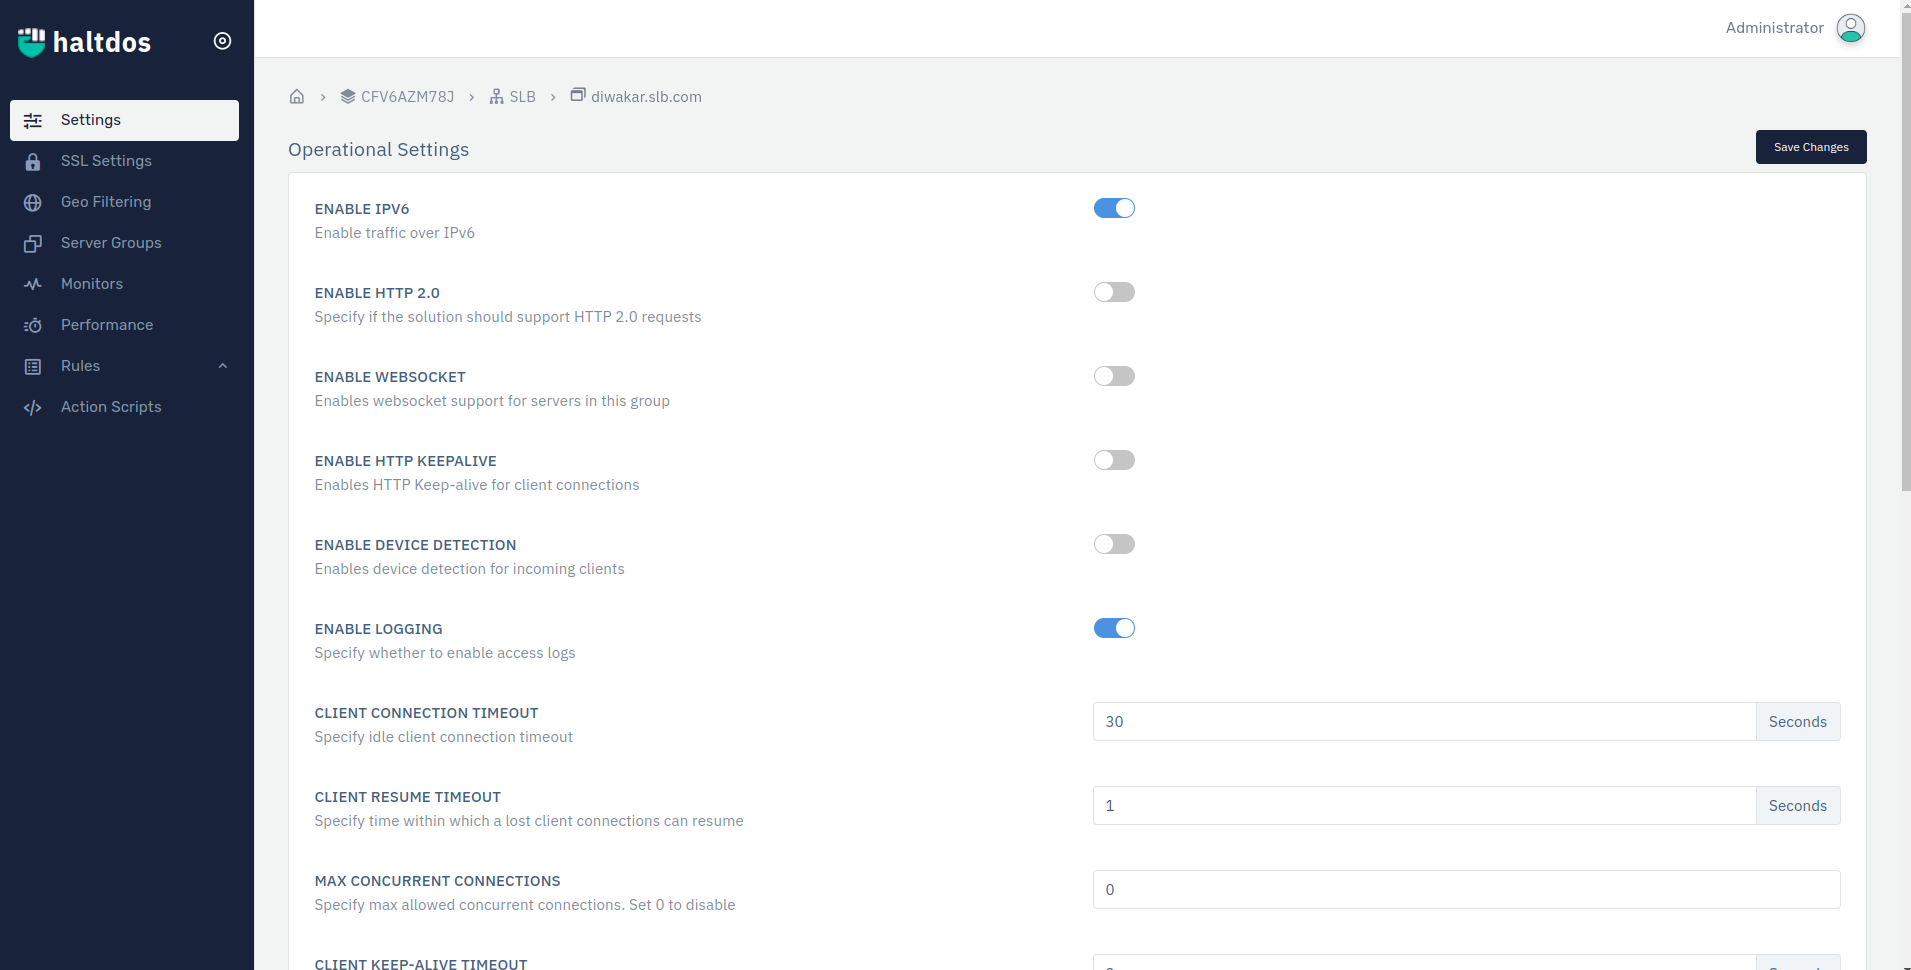 haltdos
Administrator
CFV6AZM78J
SLB
diwakar.slb.com
Settings
SSL Settings
Geo Filtering
Server Groups
Monitors
Performance
Rules
Action Scripts
Operational Settings
Save Changes
ENABLE IPV6
Enable traffic over IPv6
ENABLE HTTP 2.0
Specify if the solution should support HTTP 2.0 requests
ENABLE WEBSOCKET
Enables websocket support for servers in this group
ENABLE HTTP KEEPALIVE
Enables HTTP Keep-alive for client connections
ENABLE DEVICE DETECTION
Enables device detection for incoming clients
ENABLE LOGGING
Specify whether to enable access logs
CLIENT CONNECTION TIMEOUT
Specify idle client connection timeout
30 Seconds
CLIENT RESUME TIMEOUT
Specify time within which a lost client connections can resume
1 Seconds
MAX CONCURRENT CONNECTIONS
Specify max allowed concurrent connections. Set 0 to disable
0
CLIENT KEEP-ALIVE TIMEOUT